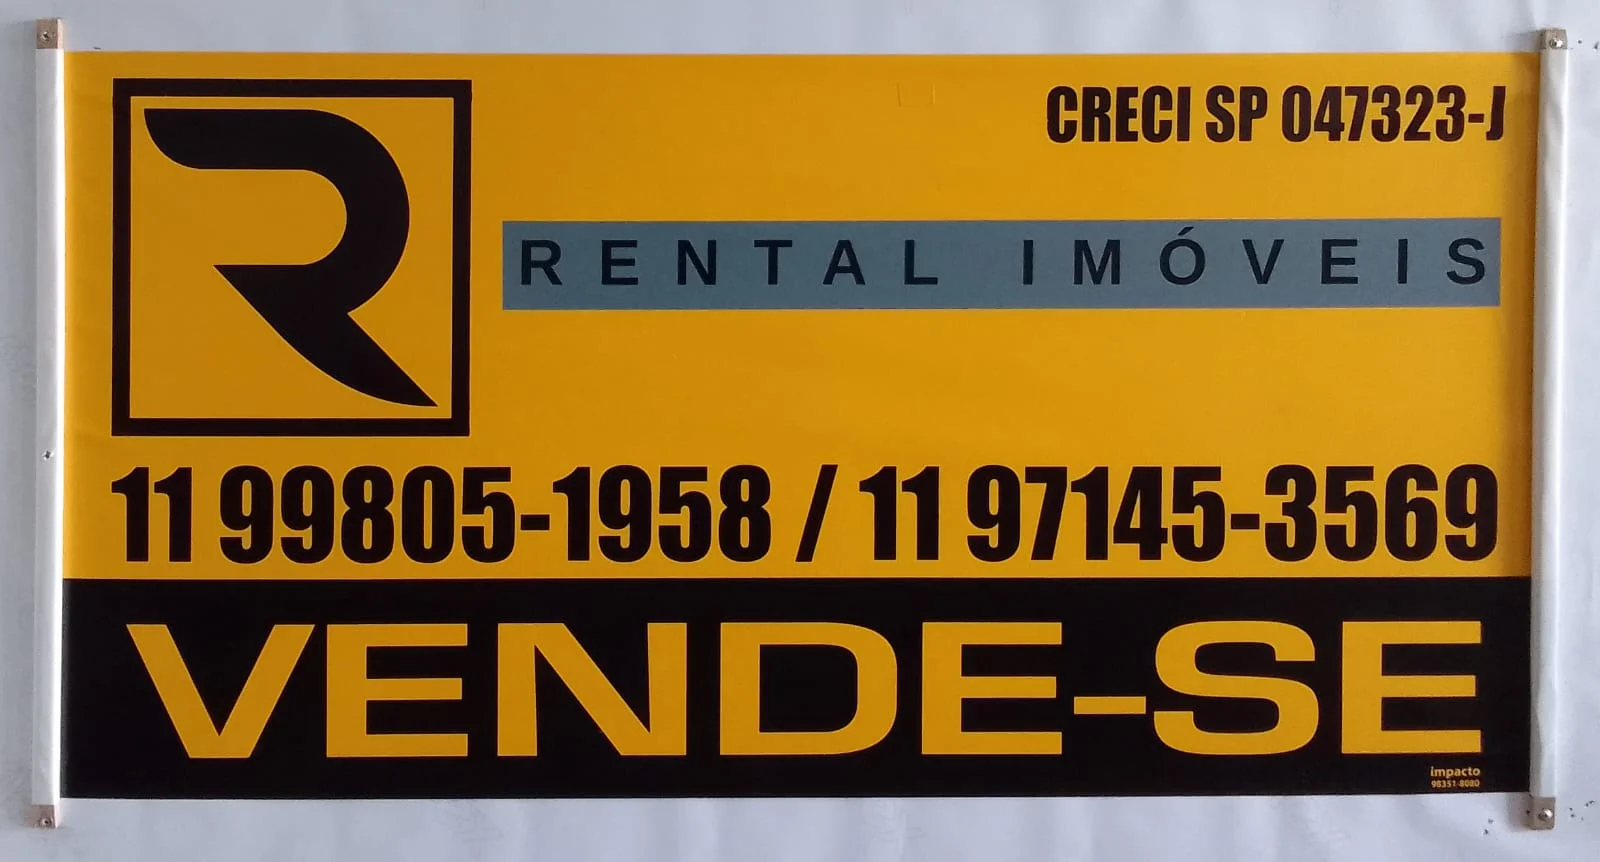 CRECI SP 047323-J
RENTAL IMÓVEIS
11 99805-1958 / 11 97145-3569
VENDE-SE
impacto
98351-8080